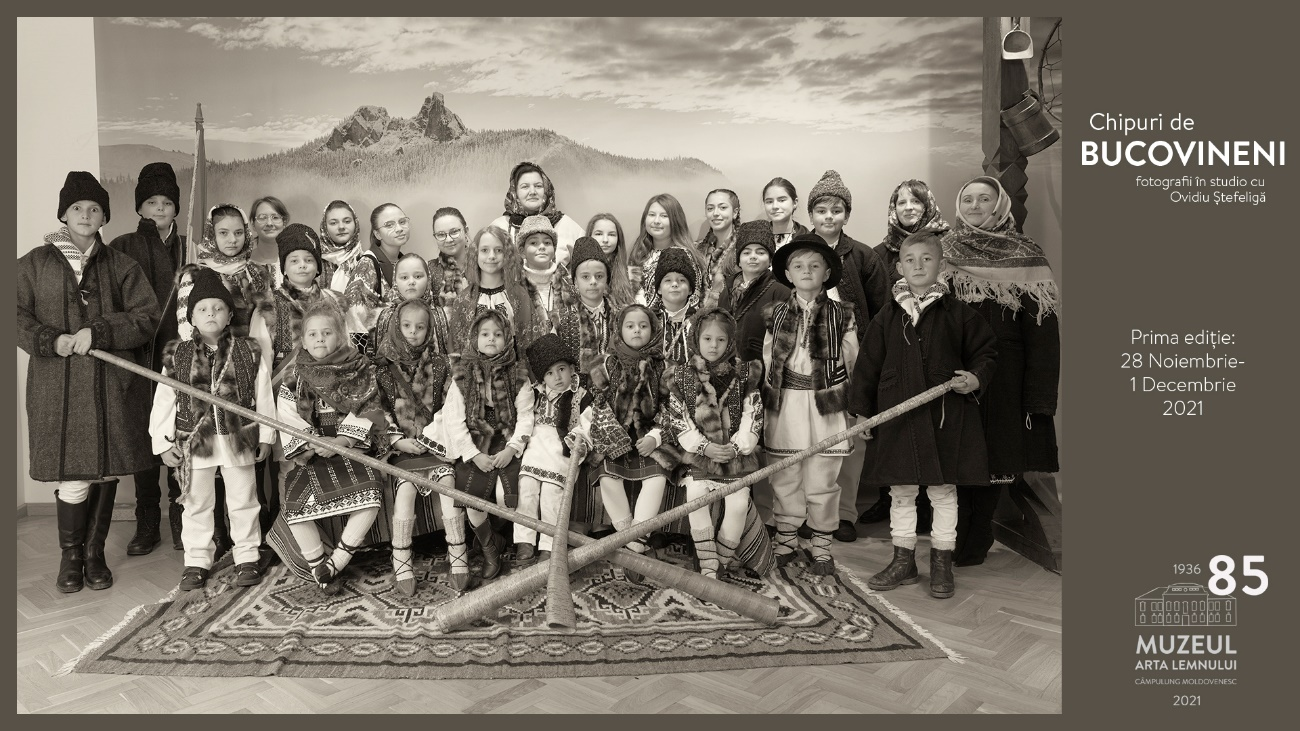 Chipuri de
BUCOVINENI
fotografii în studio cu
Ovidiu Ştefeligă
Prima ediție:
28 Noiembrie-
1 Decembrie
2021
1936 85
MUZEUL
ARTA LEMNULUI
CÂMPULUNG MOLDOVENESC
2021